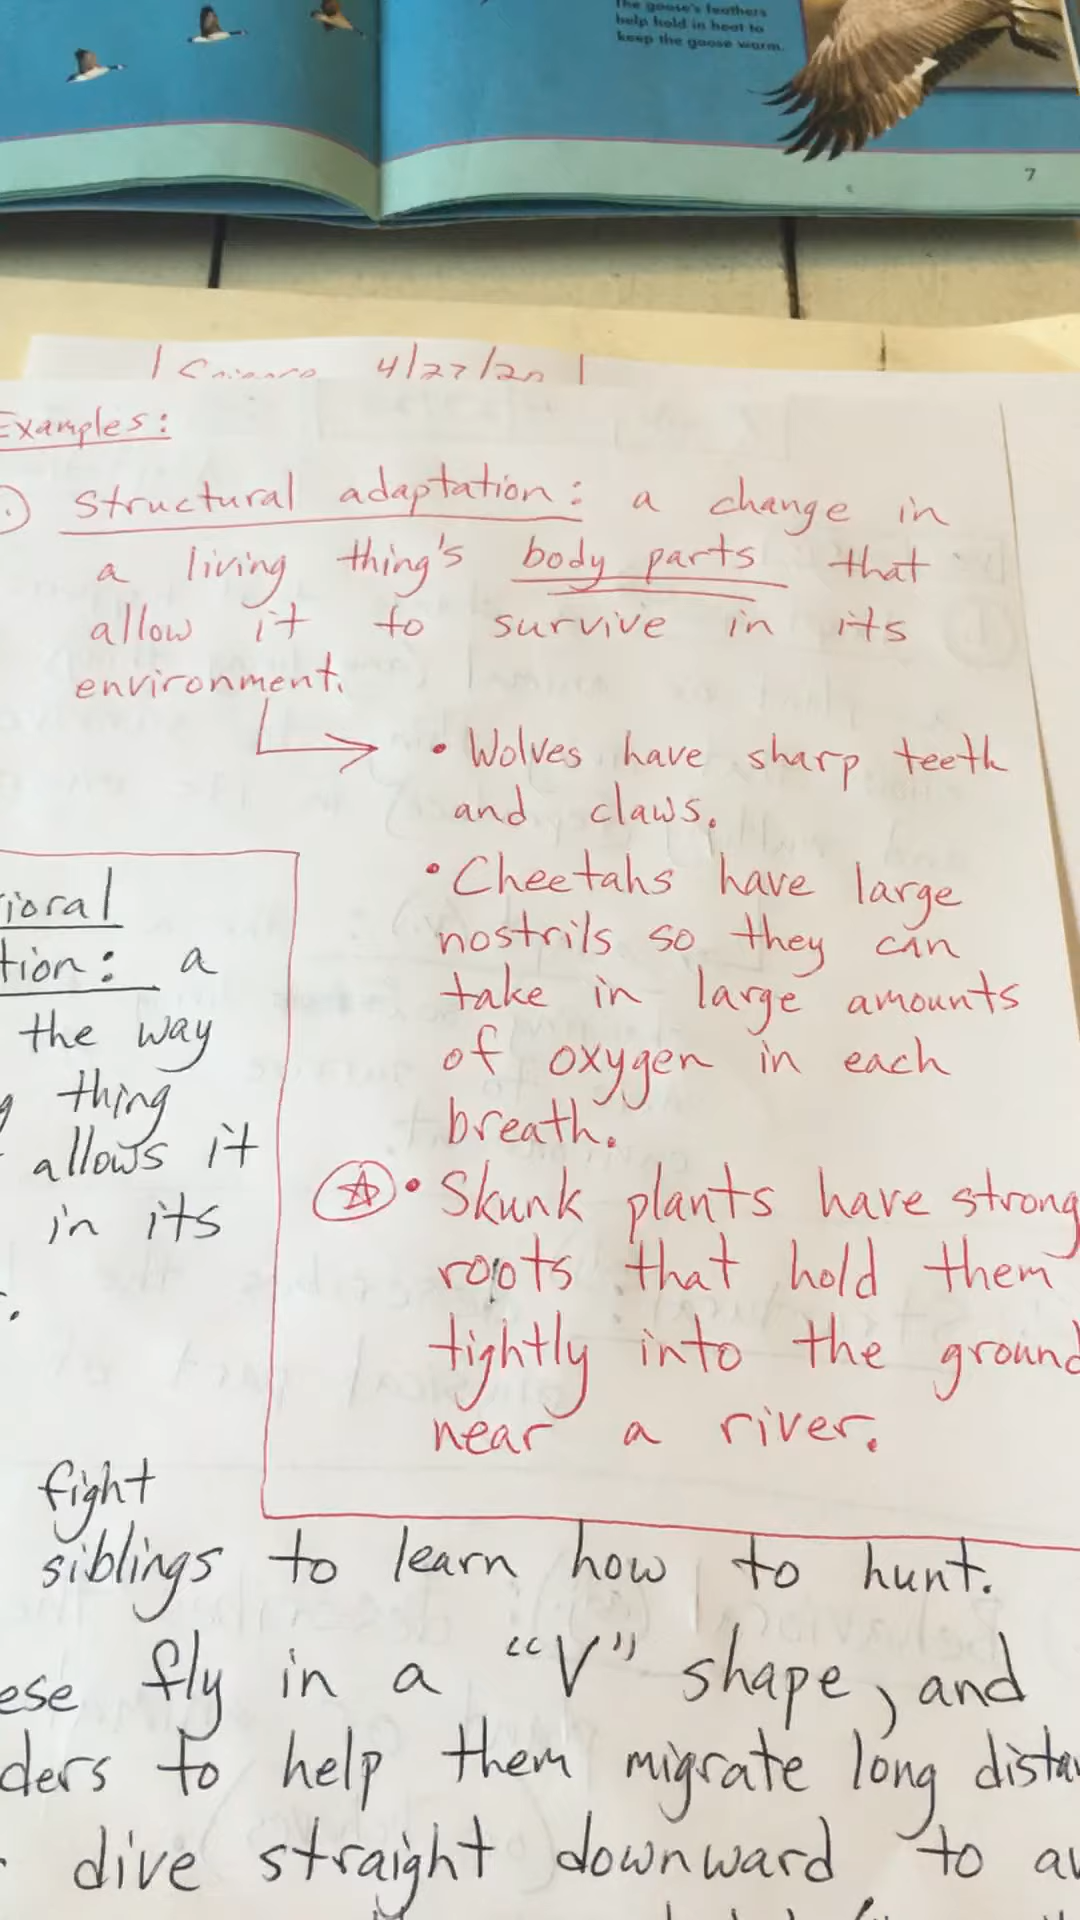 The goose's feathers
help hold in heat to
keep the goose warm.
7
Science 4/27/20
Examples:
structural adaptation: a change in
a living thing's body parts that
allow it to survive in its
environment.
• Wolves have sharp teeth
and claws.
• Cheetahs have large
nostrils so they can
take in large amounts
of oxygen in each
breath.
• Skunk plants have strong
roots that hold them
tightly into the ground
near a river.
a
the way
thing
allows it
in its
fight
siblings to learn how to hunt.
fly in a "V" shape, and
to help them migrate long
dive straight downward to